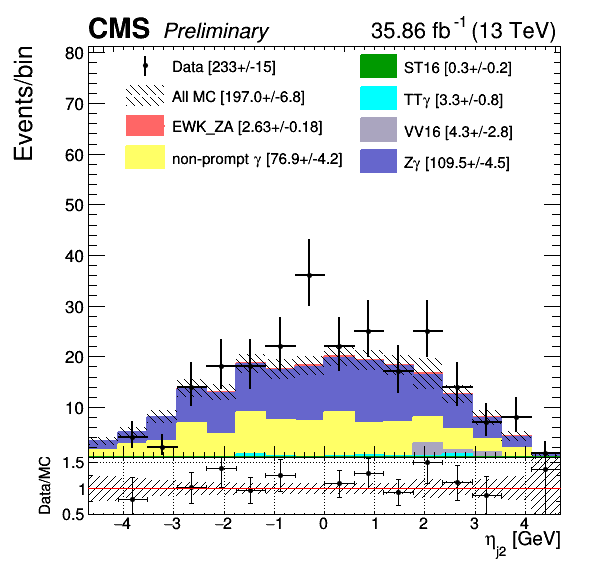 CMS Preliminary 35.86 fb⁻¹ (13 TeV)
Events/bin
80
70
60
50
40
30
20
10
Data [233+/-15]
All MC [197.0+/-6.8]
EWK_ZA [2.63+/-0.18]
non-prompt γ [76.9+/-4.2]
ST16 [0.3+/-0.2]
TTγ [3.3+/-0.8]
VV16 [4.3+/-2.8]
Zγ [109.5+/-4.5]
Data/MC
1.5
1
0.5
−4 −3 −2 −1 0 1 2 3 4
η_j2 [GeV]